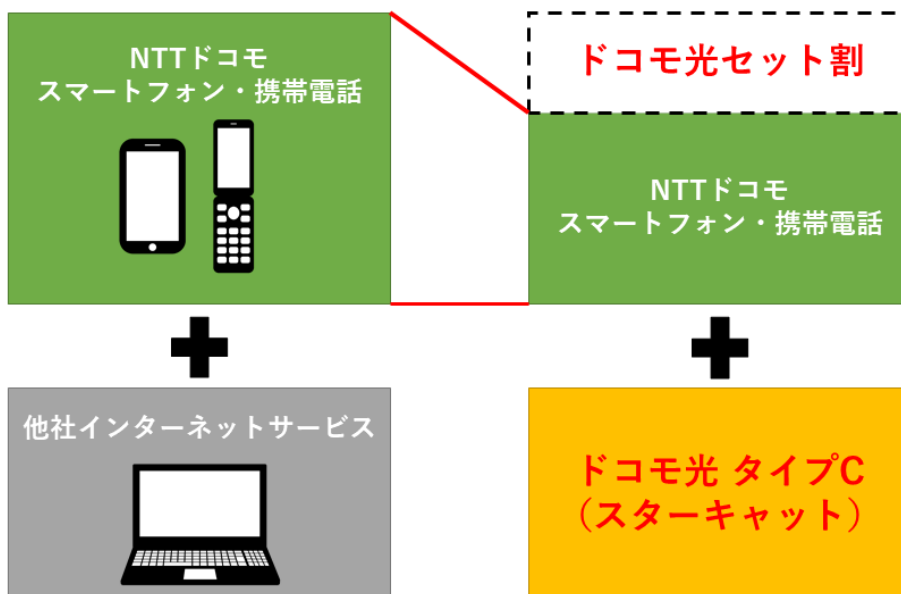 NTTドコモ
スマートフォン・携帯電話
他社インターネットサービス
ドコモ光セット割
NTTドコモ
スマートフォン・携帯電話
ドコモ光 タイプC
（スターキャット）